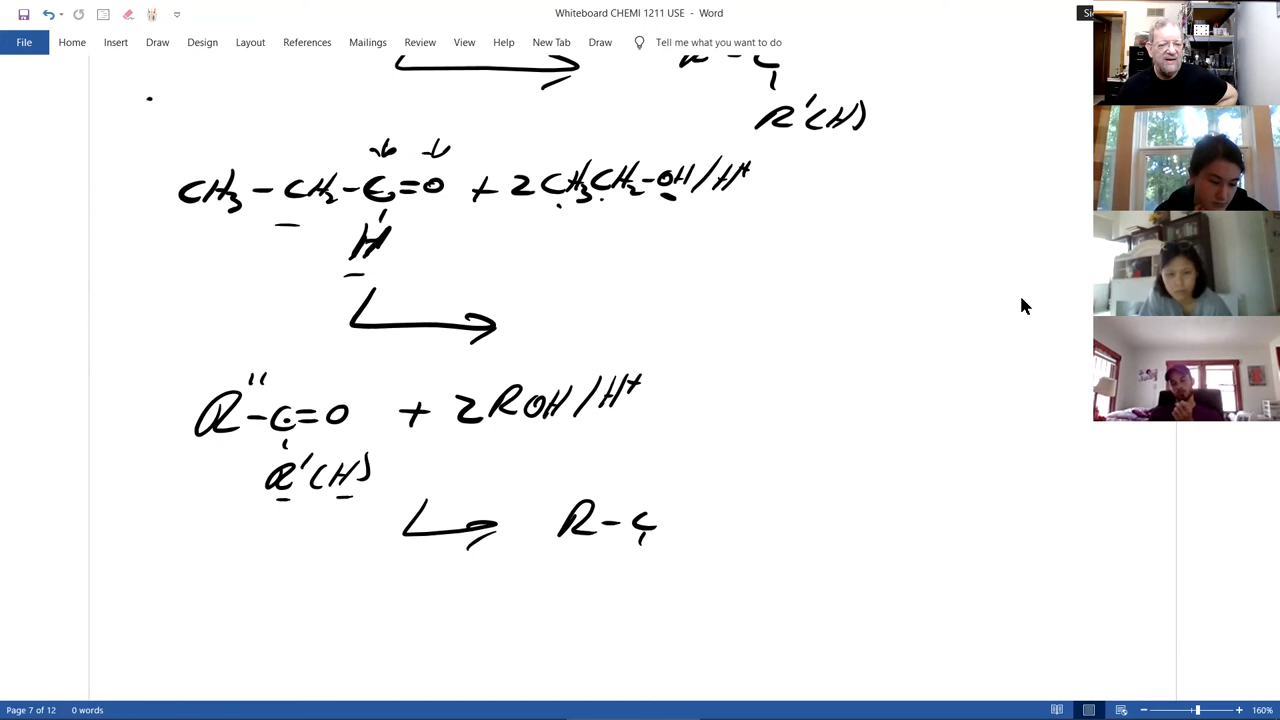 Whiteboard CHEMI 1211 USE - Word
File Home Insert Draw Design Layout References Mailings Review View Help New Tab Draw Tell me what you want to do
R'(H)
CH3-CH2-C=O + 2CH3CH2-OH/H+
H
R"-C=O + 2ROH/H+
R'(H)
R-C
Page 7 of 12 0 words
160%